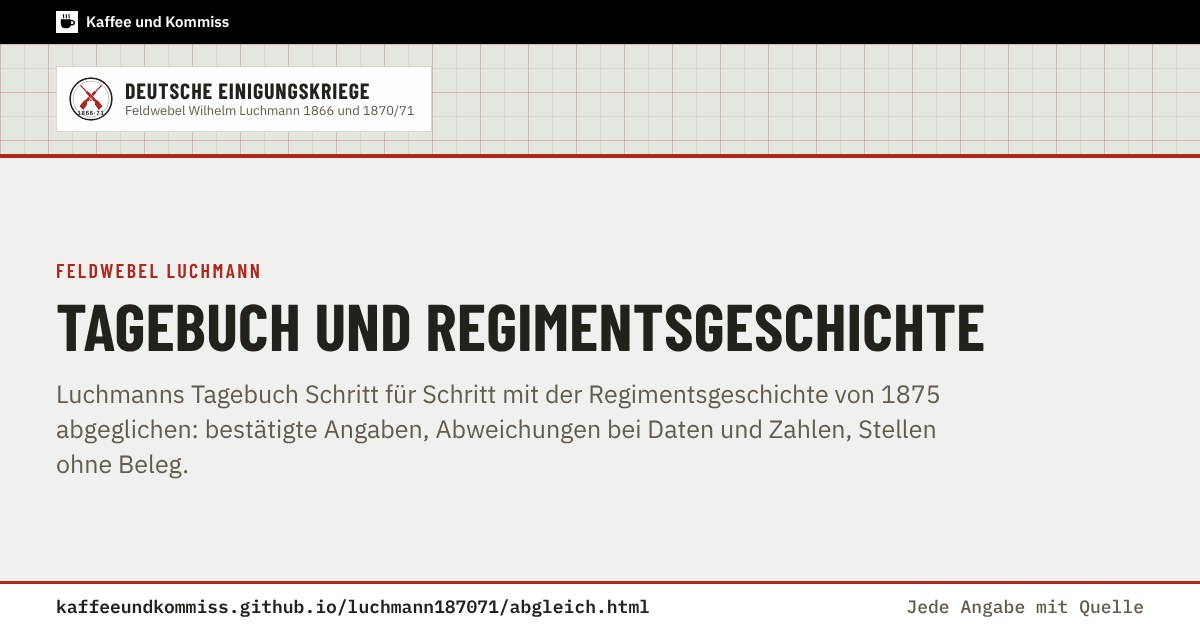 Kaffee und Kommiss
1866·71
DEUTSCHE EINIGUNGSKRIEGE
Feldwebel Wilhelm Luchmann 1866 und 1870/71
FELDWEBEL LUCHMANN
TAGEBUCH UND REGIMENTSGESCHICHTE
Luchmanns Tagebuch Schritt für Schritt mit der Regimentsgeschichte von 1875
abgeglichen: bestätigte Angaben, Abweichungen bei Daten und Zahlen, Stellen
ohne Beleg.
kaffeeundkommiss.github.io/luchmann187071/abgleich.html
Jede Angabe mit Quelle